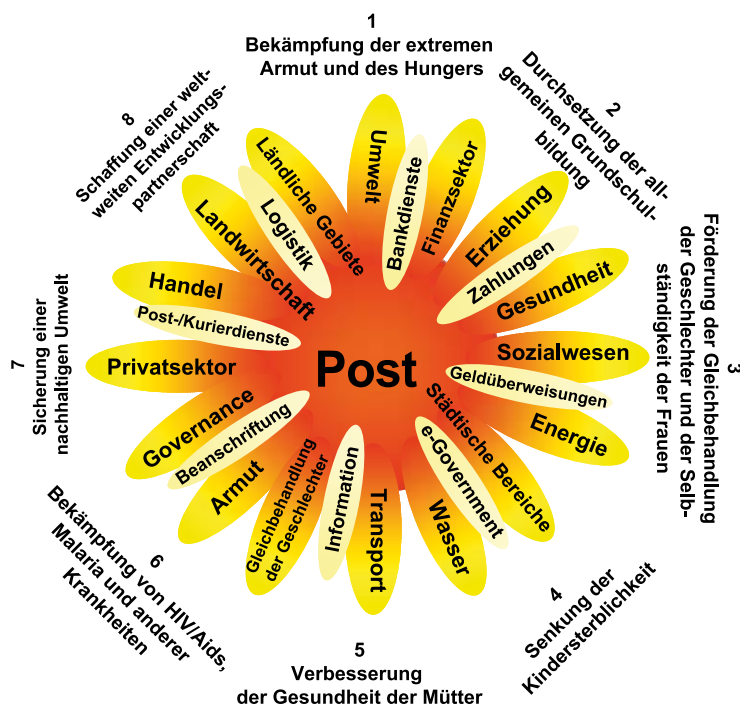 1
Bekämpfung der extremen
Armut und des Hungers
2
Durchsetzung der all-
gemeinen Grundschul-
bildung
3
Förderung der Gleichbehandlung
der Geschlechter und der Selb-
ständigkeit der Frauen
4
Senkung der
Kindersterblichkeit
5
Verbesserung
der Gesundheit der Mütter
6
Bekämpfung von HIV/Aids,
Malaria und anderer
Krankheiten
7
Sicherung einer
nachhaltigen Umwelt
8
Schaffung einer welt-
weiten Entwicklungs-
partnerschaft
Post
Umwelt
Bankdienste
Finanzsektor
Erziehung
Zahlungen
Gesundheit
Sozialwesen
Geldüberweisungen
Energie
Städtische Bereiche
e-Government
Wasser
Transport
Information
Gleichbehandlung
der Geschlechter
Armut
Beanschriftung
Governance
Privatsektor
Post-/Kurierdienste
Handel
Landwirtschaft
Logistik
Ländliche Gebiete